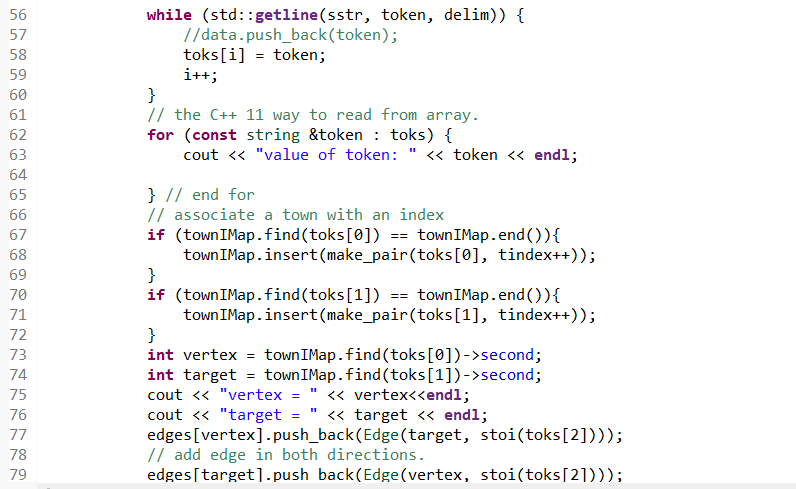 56 while (std::getline(sstr, token, delim)) {
57 //data.push_back(token);
58 toks[i] = token;
59 i++;
60 }
61 // the C++ 11 way to read from array.
62 for (const string &token : toks) {
63 cout << "value of token: " << token << endl;
64
65 } // end for
66 // associate a town with an index
67 if (townIMap.find(toks[0]) == townIMap.end()){
68 townIMap.insert(make_pair(toks[0], tindex++));
69 }
70 if (townIMap.find(toks[1]) == townIMap.end()){
71 townIMap.insert(make_pair(toks[1], tindex++));
72 }
73 int vertex = townIMap.find(toks[0])->second;
74 int target = townIMap.find(toks[1])->second;
75 cout << "vertex = " << vertex<<endl;
76 cout << "target = " << target << endl;
77 edges[vertex].push_back(Edge(target, stoi(toks[2])));
78 // add edge in both directions.
79 edges[target].push_back(Edge(vertex, stoi(toks[2])));